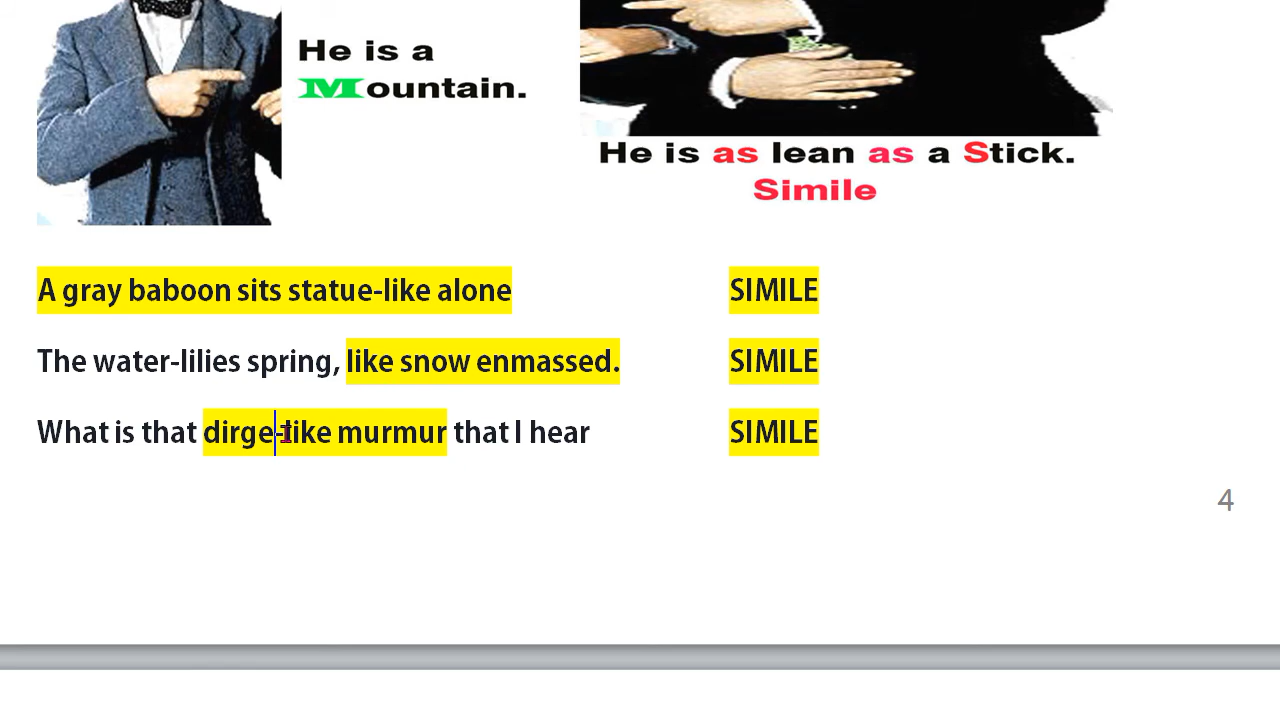 He is a
Mountain.
He is as lean as a Stick.
Simile
A gray baboon sits statue-like alone SIMILE
The water-lilies spring, like snow enmassed. SIMILE
What is that dirge-like murmur that I hear SIMILE
4